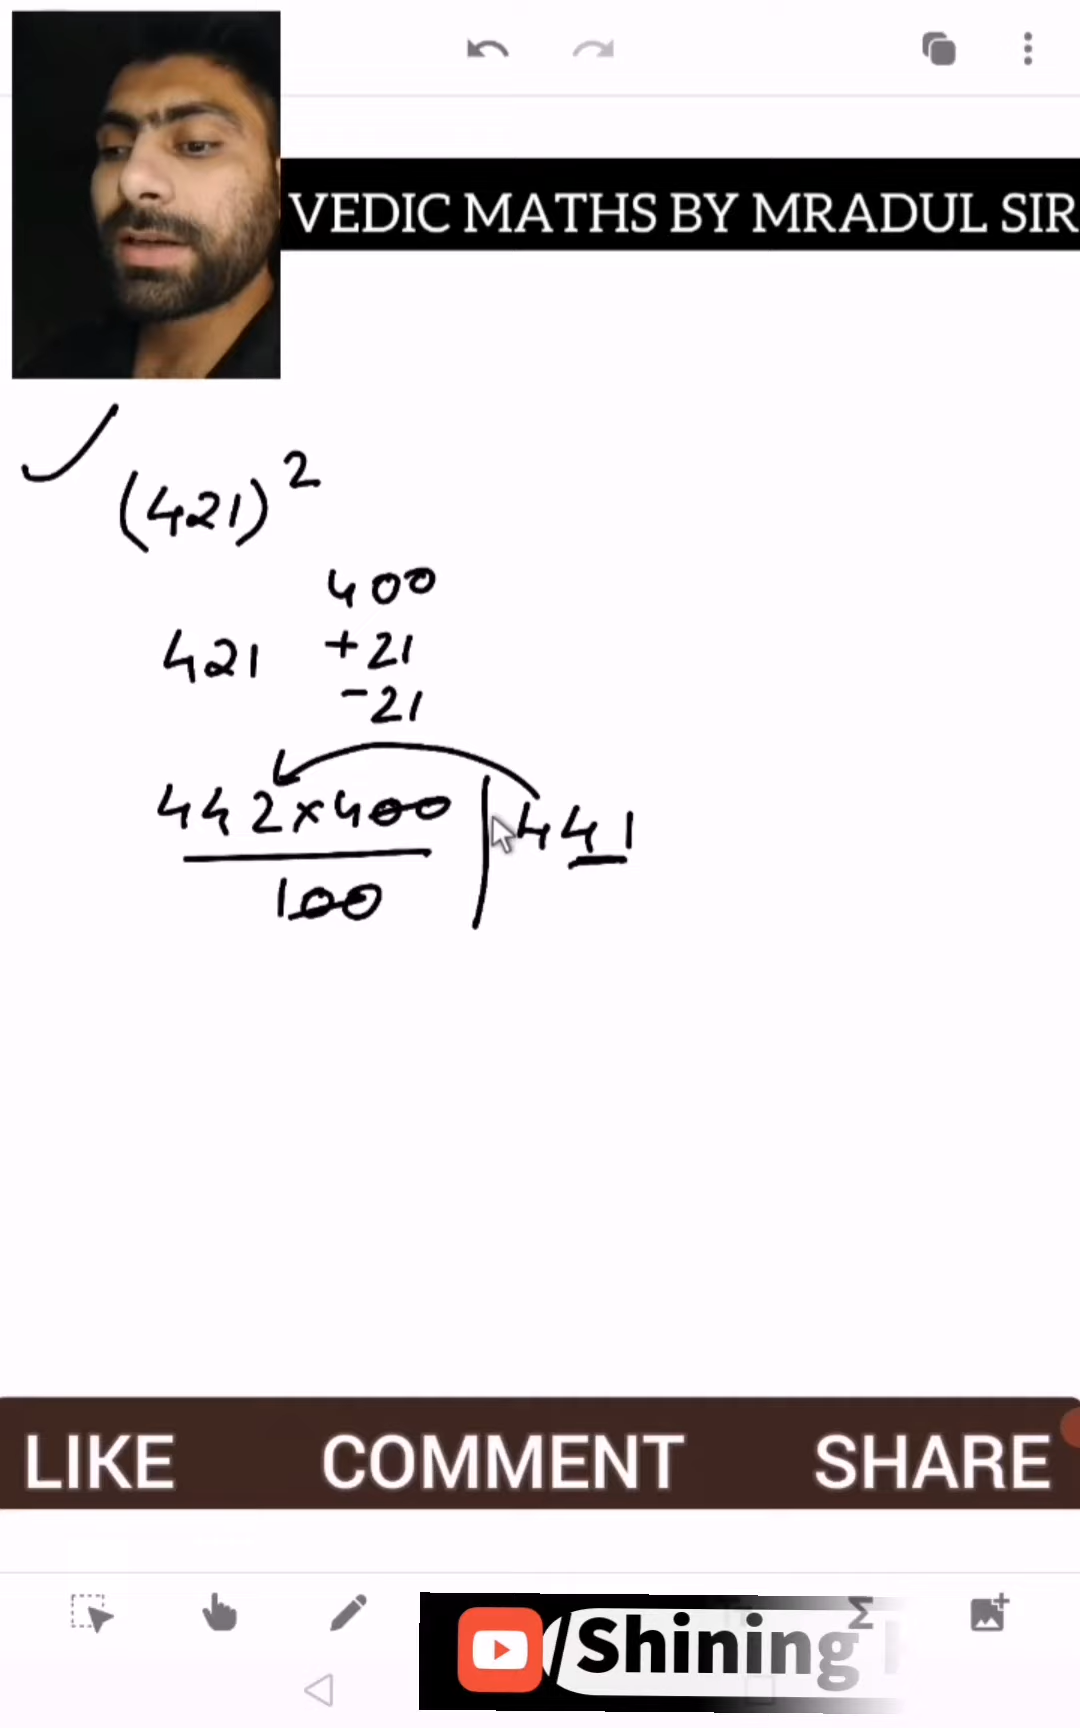 VEDIC MATHS BY MRADUL SIR
(421)²
400
421 +21
-21
442×400 | 441
100
LIKE COMMENT SHARE
/Shining